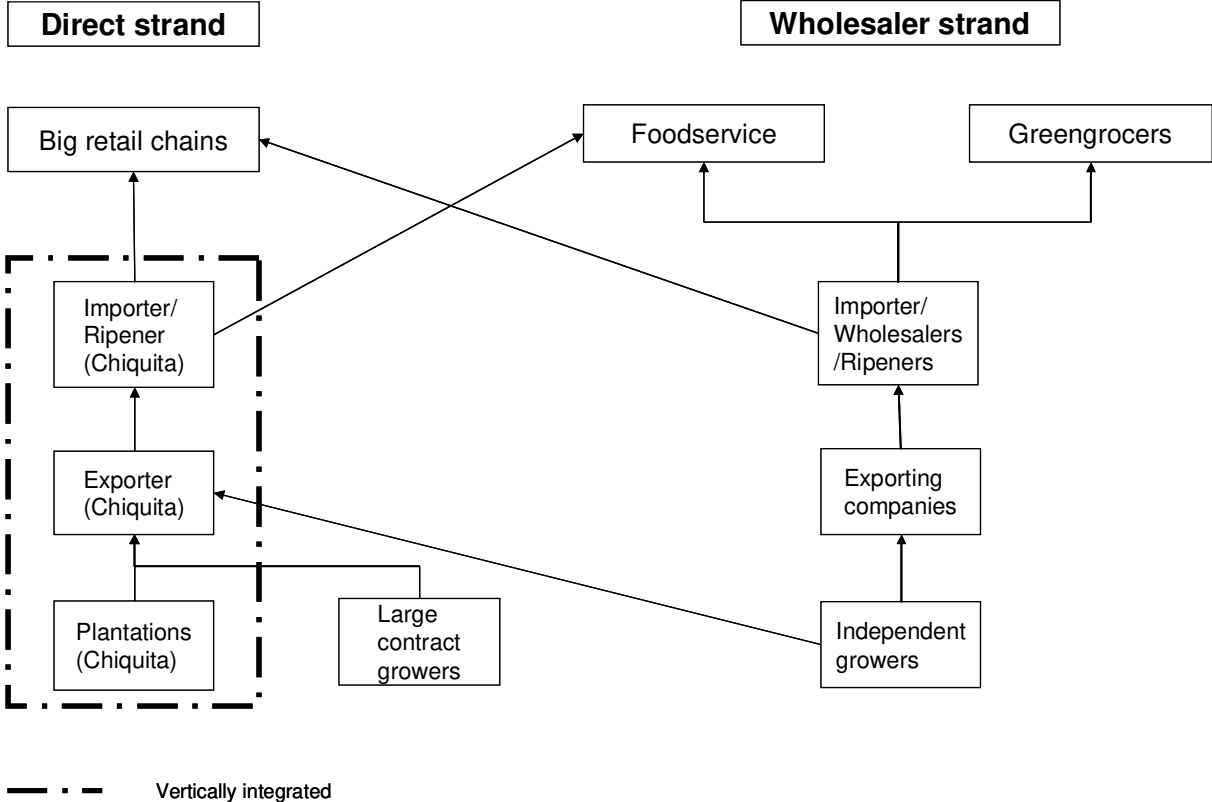 Direct strand
Wholesaler strand
Big retail chains
Foodservice
Greengrocers
Importer/
Ripener
(Chiquita)
Importer/
Wholesalers
/Ripeners
Exporter
(Chiquita)
Exporting
companies
Plantations
(Chiquita)
Large
contract
growers
Independent
growers
Vertically integrated